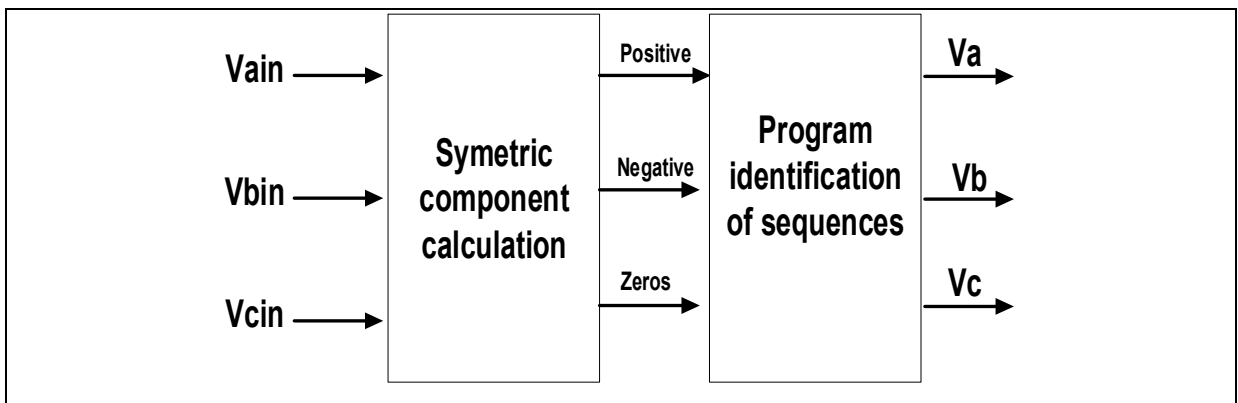 Vain
Vbin
Vcin
Symetric
component
calculation
Positive
Negative
Zeros
Program
identification
of sequences
Va
Vb
Vc